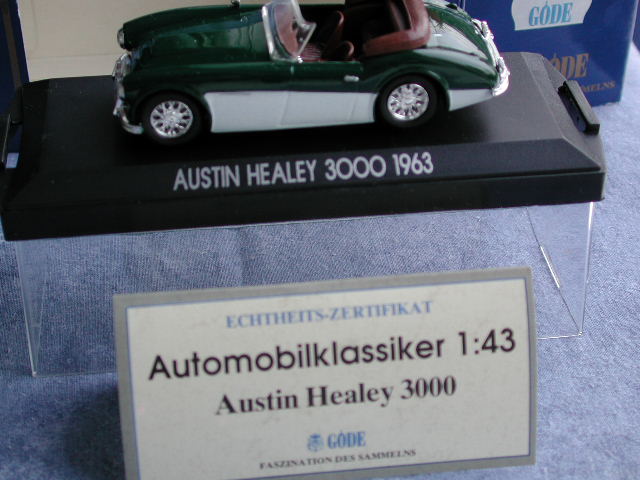 GÖDE
GÖDE
AUSTIN HEALEY 3000 1963
ECHTHEITS-ZERTIFIKAT
Automobilklassiker 1:43
Austin Healey 3000
GÖDE
FASZINATION DES SAMMELNS